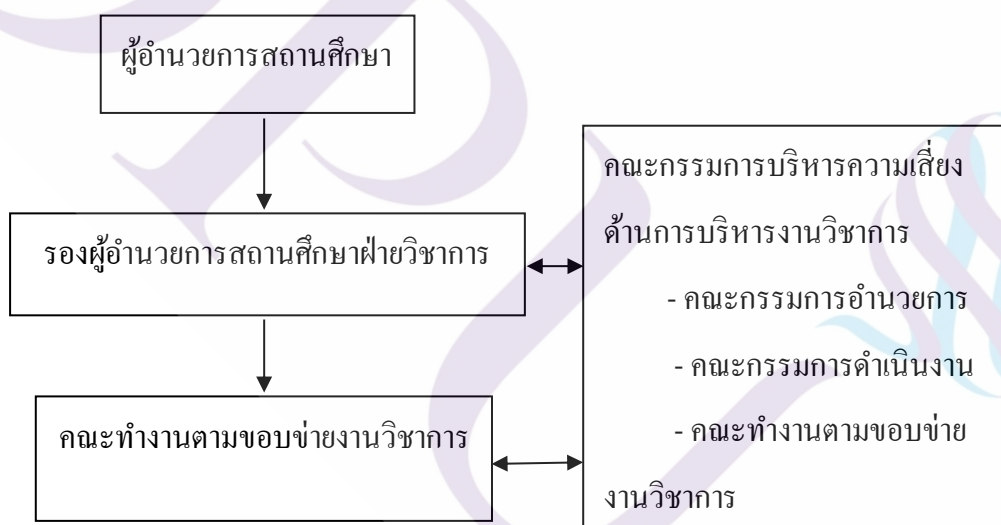 ผู้อำนวยการสถานศึกษา
รองผู้อำนวยการสถานศึกษาฝ่ายวิชาการ
คณะทำงานตามขอบข่ายงานวิชาการ
คณะกรรมการบริหารความเสี่ยง
ด้านการบริหารงานวิชาการ
- คณะกรรมการอำนวยการ
- คณะกรรมการดำเนินงาน
- คณะทำงานตามขอบข่าย
งานวิชาการ